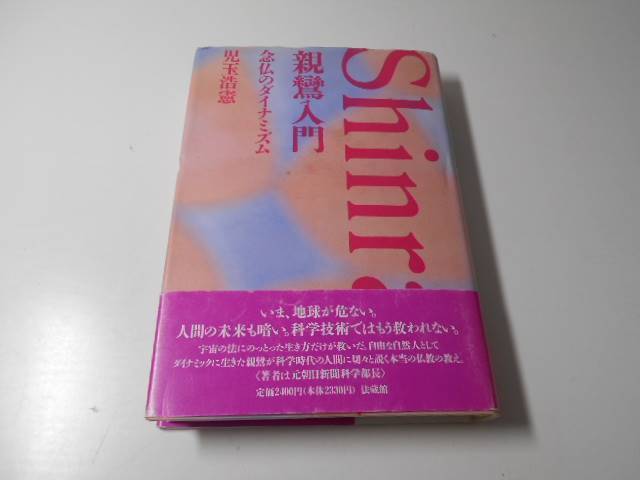 Shinr
親鸞入門
念仏のダイナミズム
児玉浩憲
いま、地球が危ない。
人間の未来も暗い。科学技術ではもう救われない。
宇宙の法にのっとった生き方だけが救いだ。自由な自然人として
ダイナミックに生きた親鸞が科学時代の人間に切々と説く本当の仏教の教え。
〈著者は元朝日新聞科学部長〉
定価2400円(本体2330円) 法蔵館